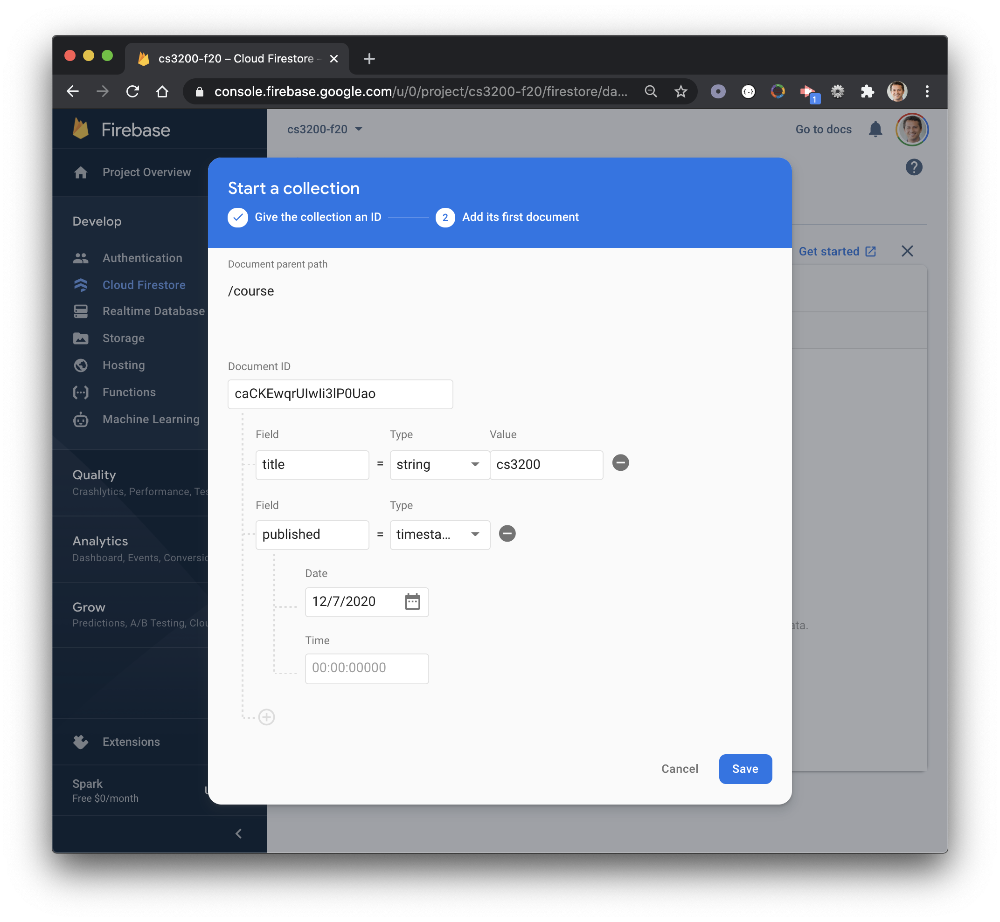 cs3200-f20 – Cloud Firestore -
console.firebase.google.com/u/0/project/cs3200-f20/firestore/da...
{...}
1
Firebase
cs3200-f20
Go to docs
?
Project Overview
Develop
Authentication
Cloud Firestore
Realtime Database
Storage
Hosting
Functions
Machine Learning
Quality
Crashlytics, Performance, Tes
Analytics
Dashboard, Events, Conversio
Grow
Predictions, A/B Testing, Clou
Extensions
Spark
Free $0/month
U
Start a collection
Give the collection an ID
2 Add its first document
Get started
Document parent path
/course
Document ID
caCKEwqrUIwIi3lP0Uao
Field Type Value
title = string cs3200
Field Type
published = timesta...
Date
12/7/2020
Time
00:00:00000
ata.
Cancel Save